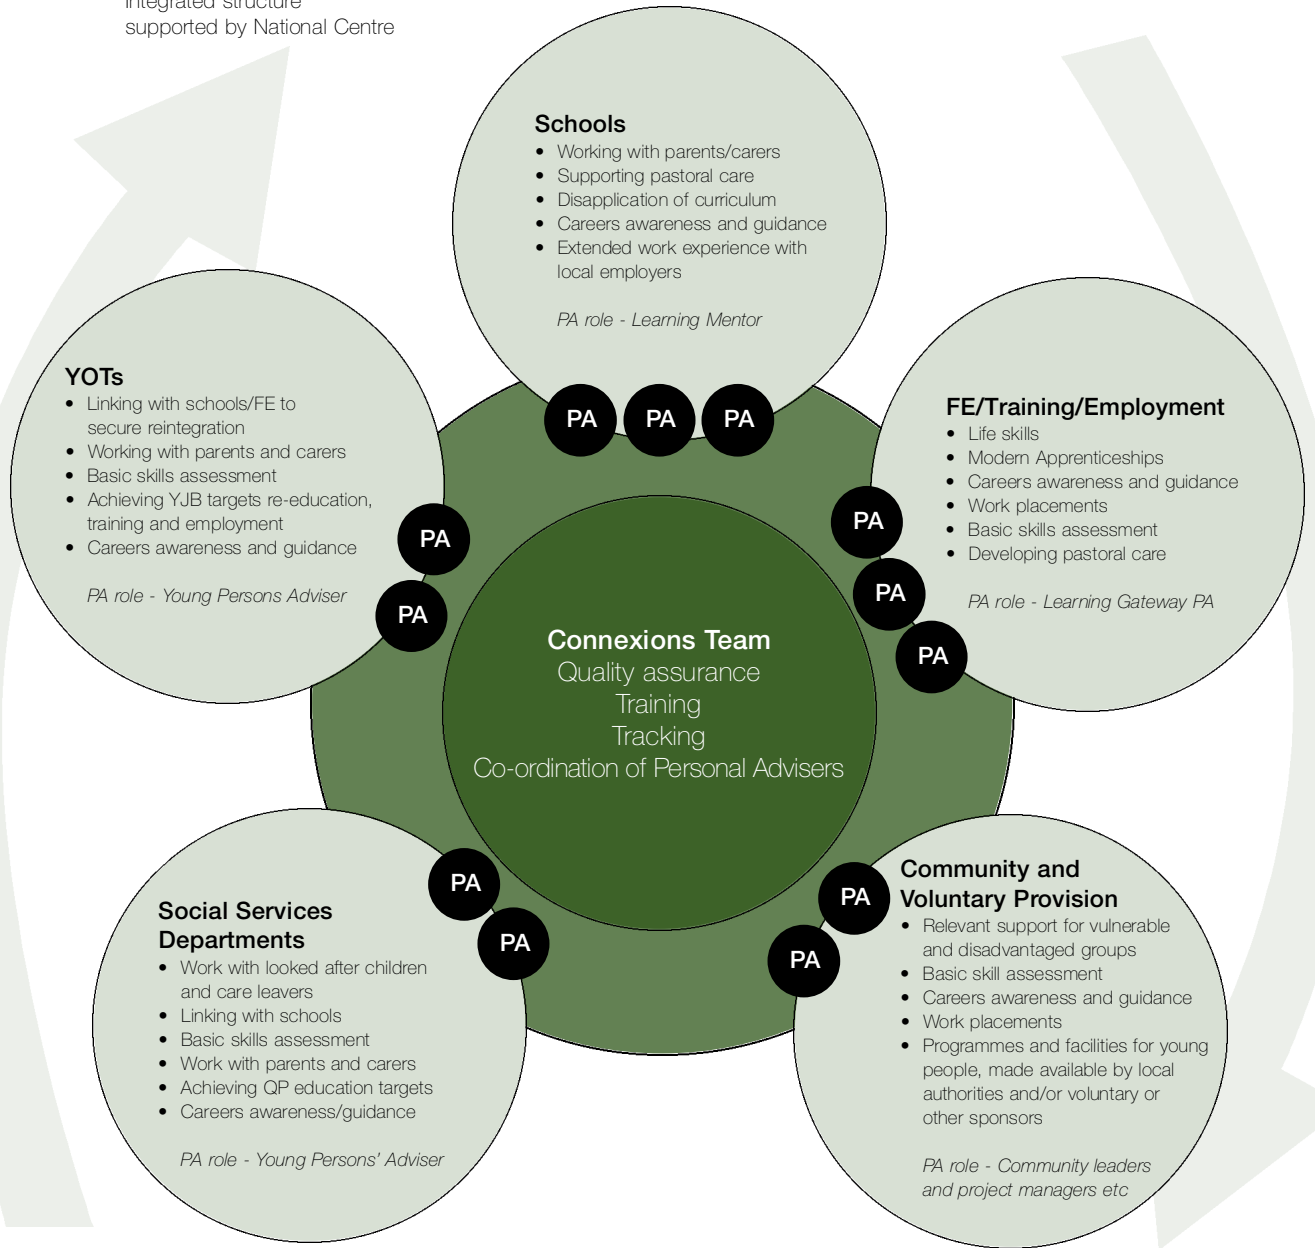 integrated structure
supported by National Centre
Schools
• Working with parents/carers
• Supporting pastoral care
• Disapplication of curriculum
• Careers awareness and guidance
• Extended work experience with
local employers
PA role - Learning Mentor
PA PA PA
YOTs
• Linking with schools/FE to
secure reintegration
• Working with parents and carers
• Basic skills assessment
• Achieving YJB targets re-education,
training and employment
• Careers awareness and guidance
PA role - Young Persons Adviser
PA
PA
FE/Training/Employment
• Life skills
• Modern Apprenticeships
• Careers awareness and guidance
• Work placements
• Basic skills assessment
• Developing pastoral care
PA role - Learning Gateway PA
PA
PA
PA
Connexions Team
Quality assurance
Training
Tracking
Co-ordination of Personal Advisers
Social Services
Departments
• Work with looked after children
and care leavers
• Linking with schools
• Basic skills assessment
• Work with parents and carers
• Achieving QP education targets
• Careers awareness/guidance
PA role - Young Persons' Adviser
PA
PA
Community and
Voluntary Provision
• Relevant support for vulnerable
and disadvantaged groups
• Basic skill assessment
• Careers awareness and guidance
• Work placements
• Programmes and facilities for young
people, made available by local
authorities and/or voluntary or
other sponsors
PA role - Community leaders
and project managers etc
PA
PA